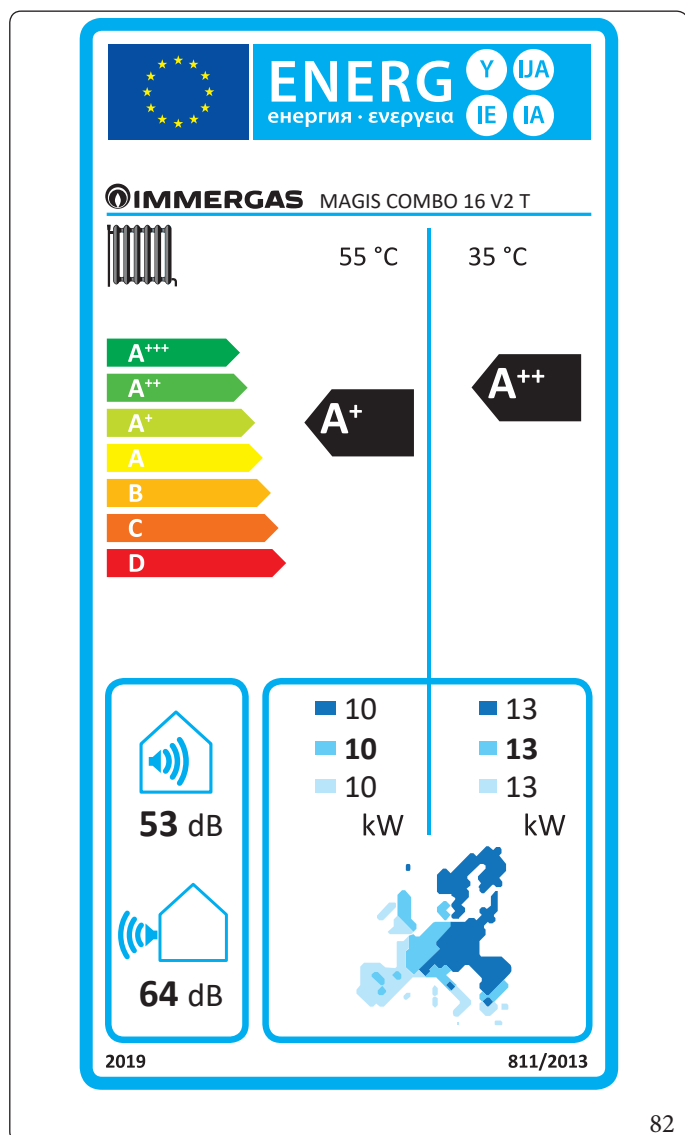 ENERG Y IJA
енергия · ενεργεια IE IA
IMMERGAS MAGIS COMBO 16 V2 T
55 °C 35 °C
A+++
A++ A++
A+ A+
A
B
C
D
10 13
10 13
10 13
kW kW
53 dB
64 dB
2019 811/2013
82